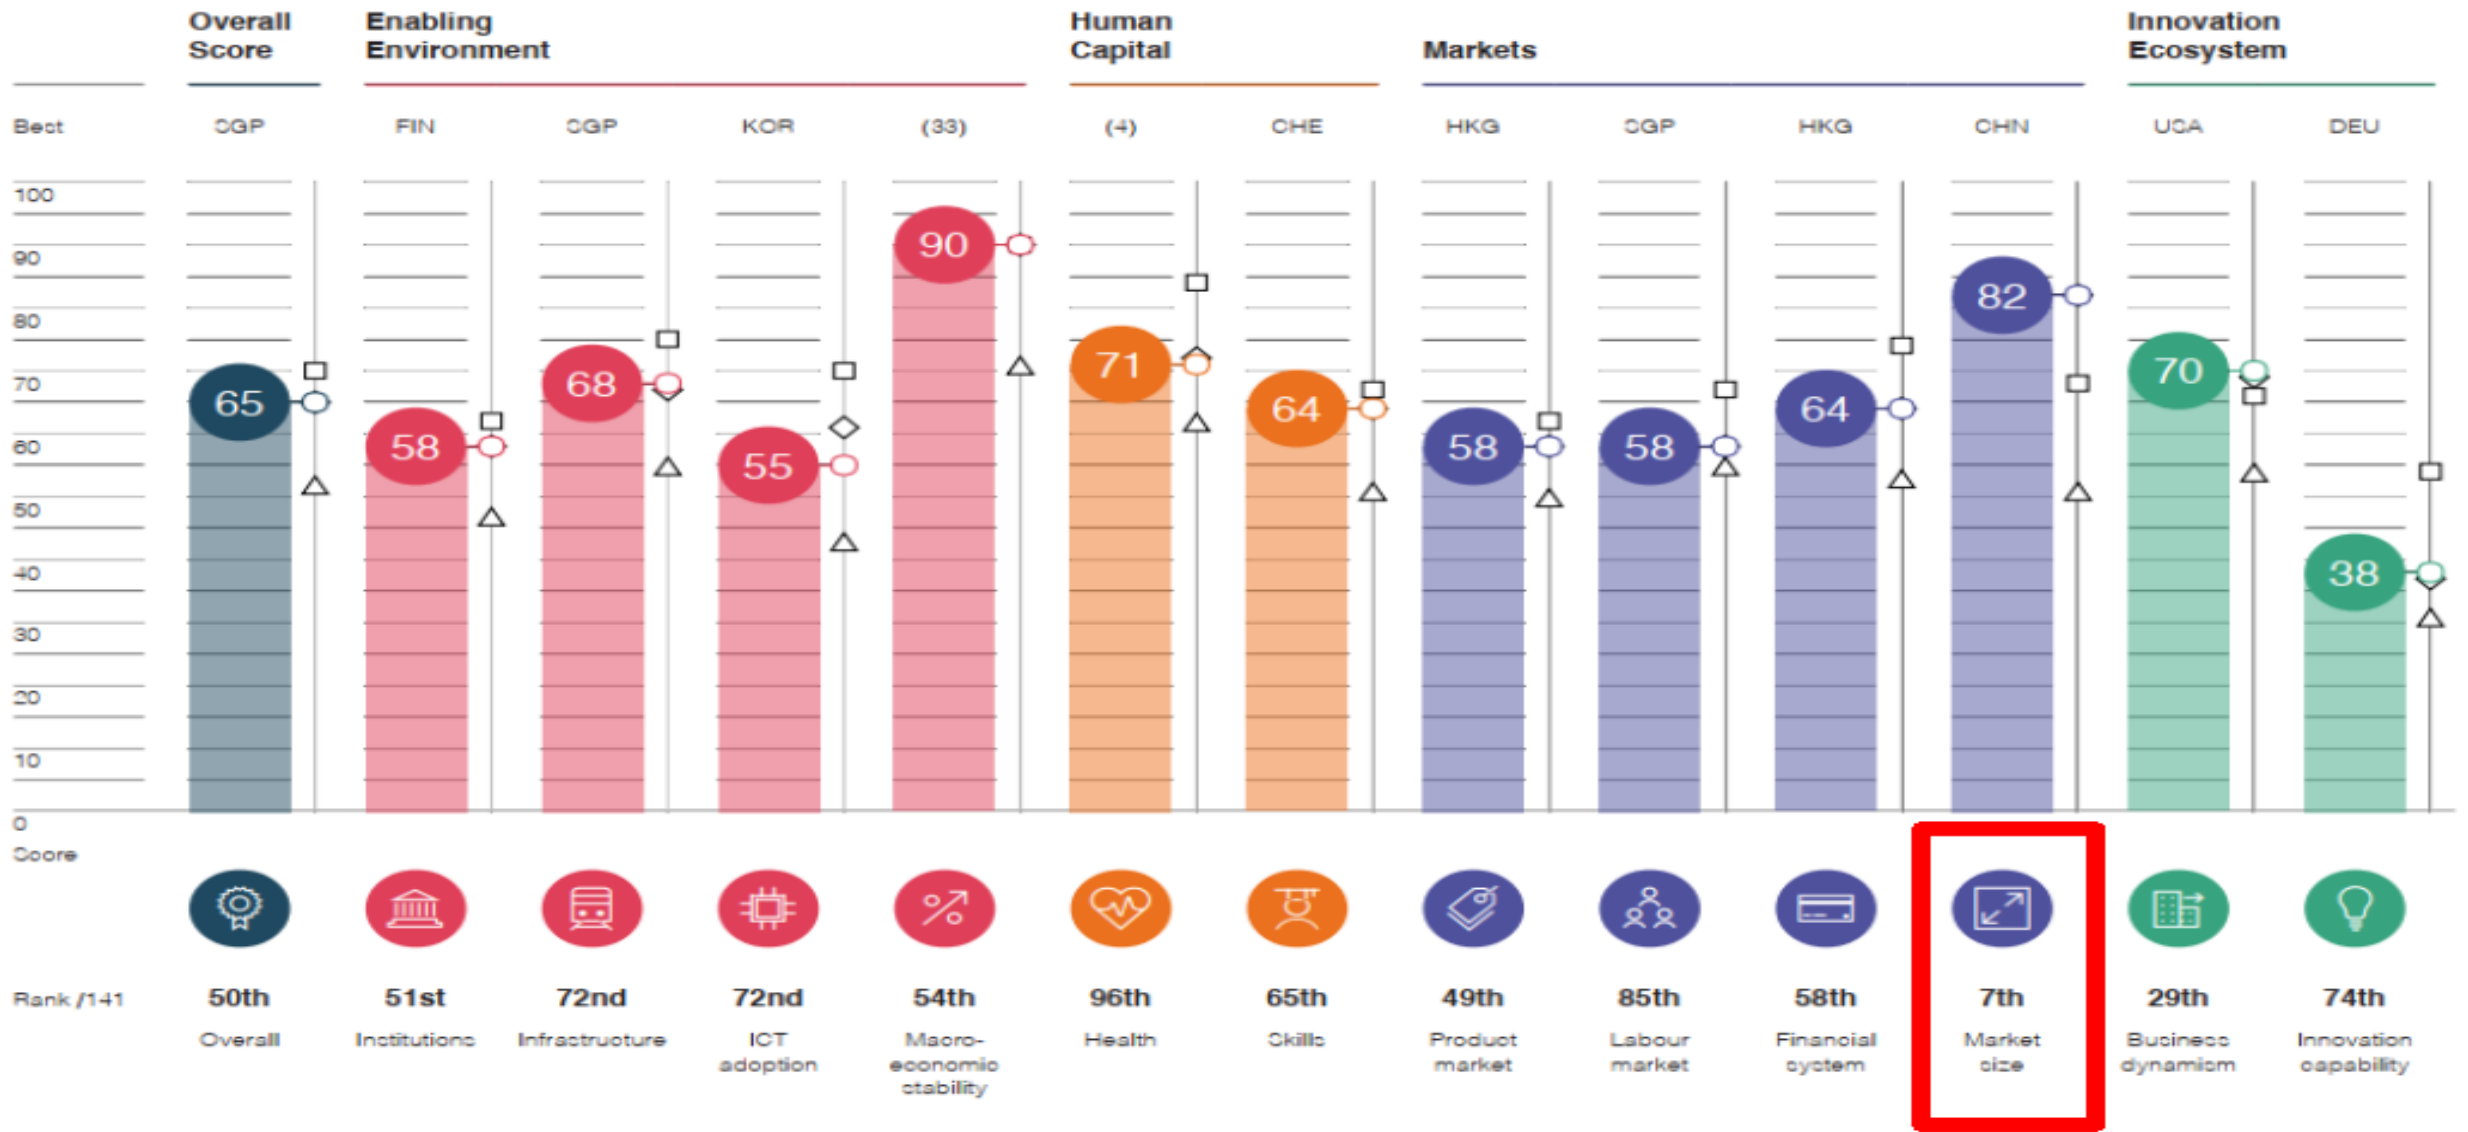 Overall Score
Enabling Environment
Human Capital
Markets
Innovation Ecosystem
Best SGP FIN SGP KOR (33) (4) CHE HKG SGP HKG CHN USA DEU
100
90
80
70
60
50
40
30
20
10
0
65 58 68 55 90 71 64 58 58 64 82 70 38
Score
Rank /141 50th 51st 72nd 72nd 54th 96th 65th 49th 85th 58th 7th 29th 74th
Overall
Institutions
Infrastructure
ICT adoption
Macro-economic stability
Health
Skills
Product market
Labour market
Financial system
Market size
Business dynamism
Innovation capability